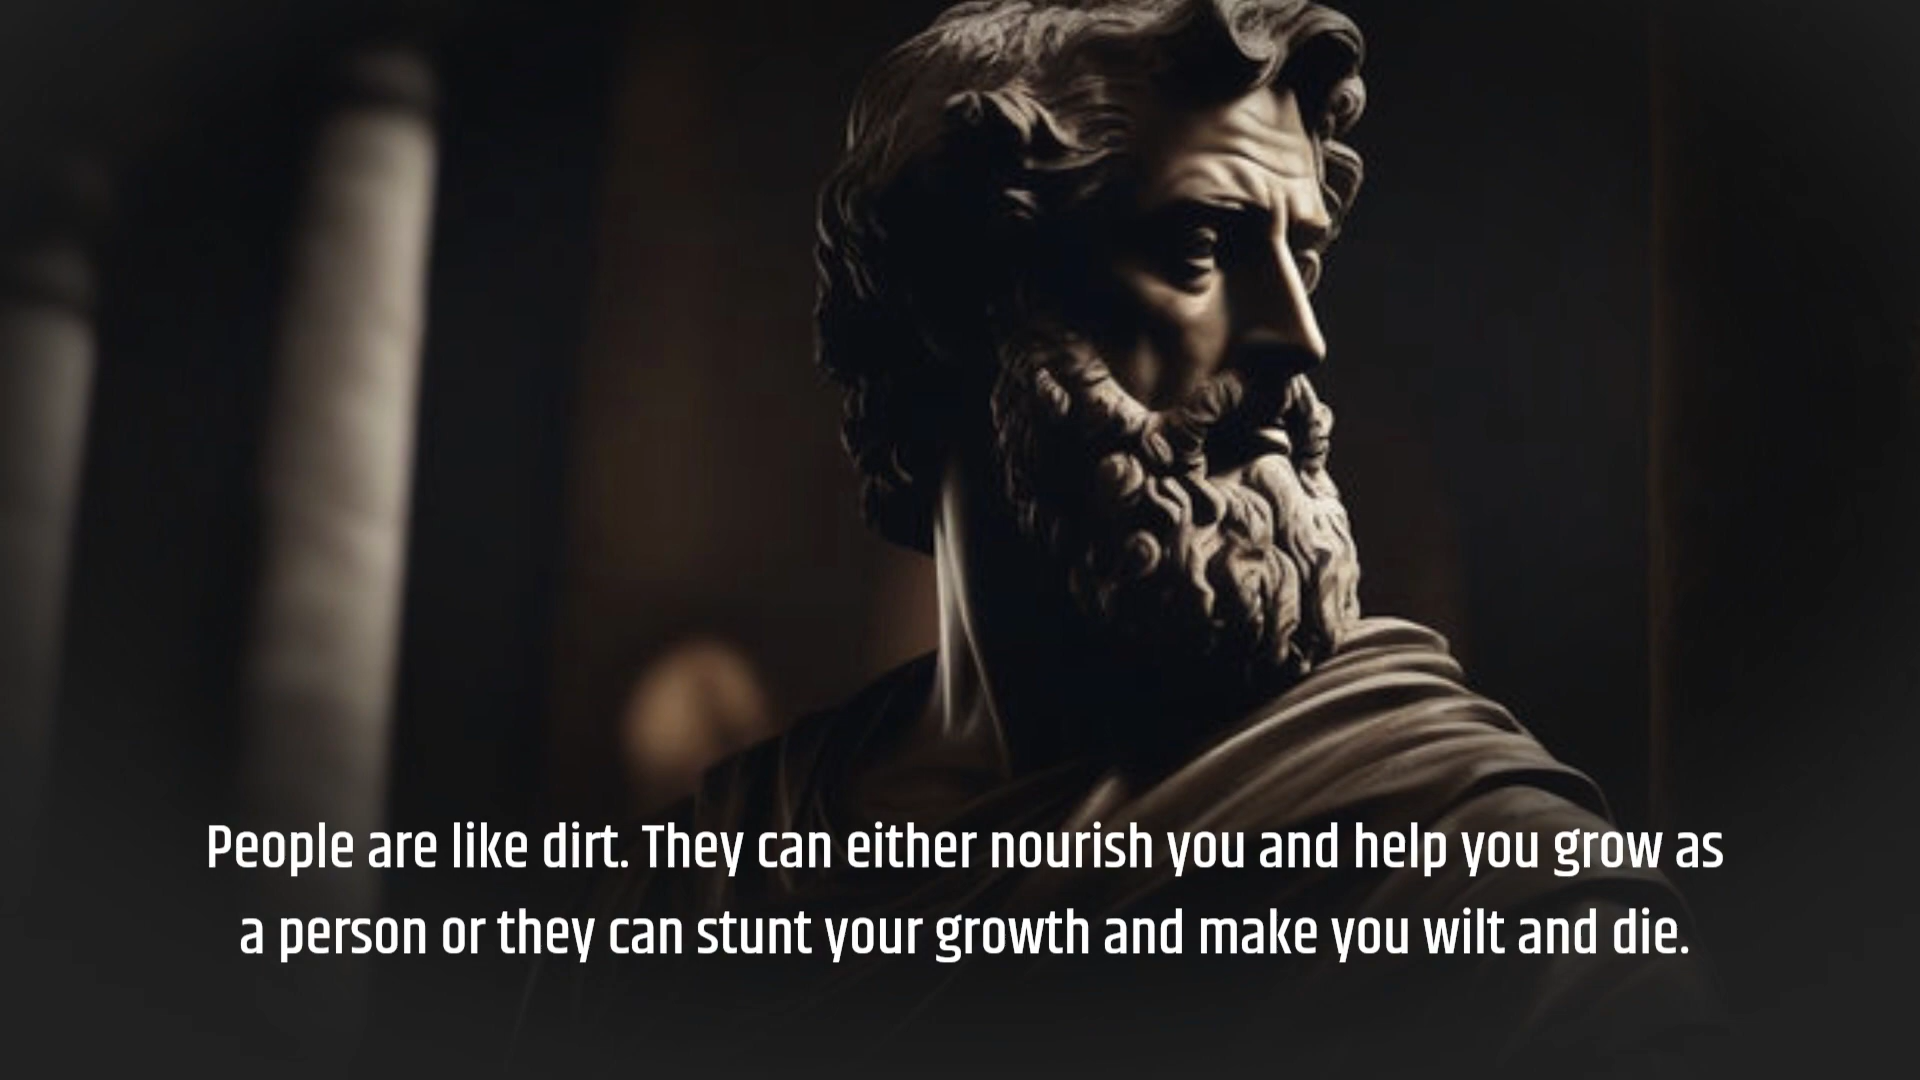 People are like dirt. They can either nourish you and help you grow as
a person or they can stunt your growth and make you wilt and die.